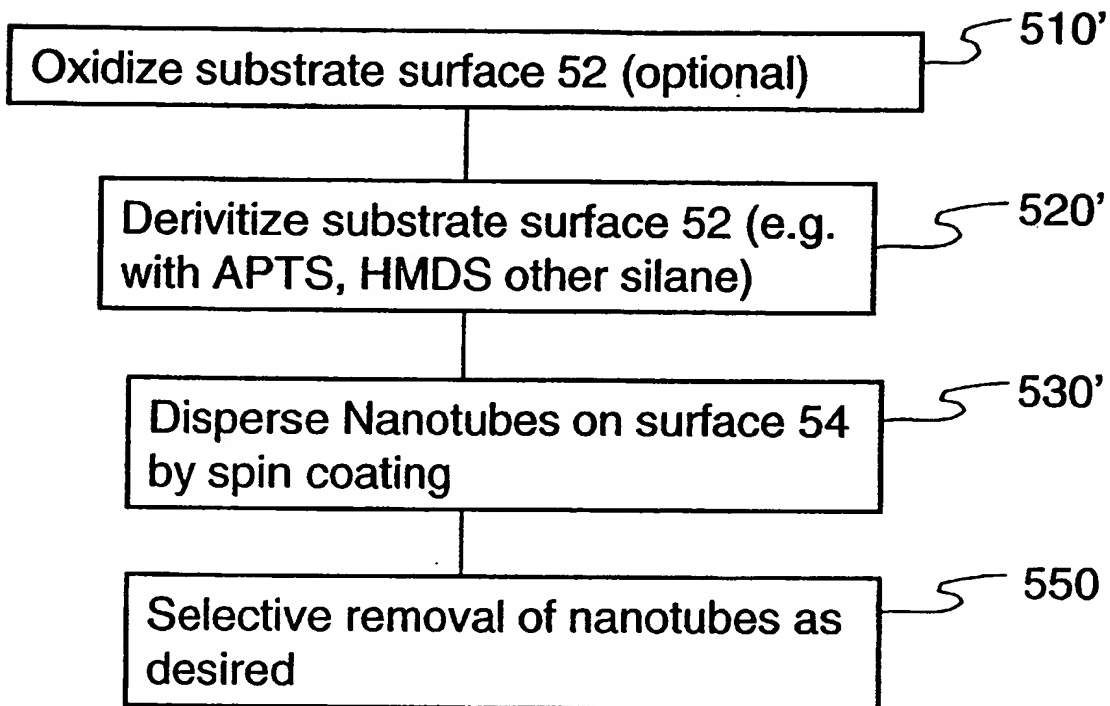 510'
Oxidize substrate surface 52 (optional)
520'
Derivitize substrate surface 52 (e.g.
with APTS, HMDS other silane)
530'
Disperse Nanotubes on surface 54
by spin coating
550
Selective removal of nanotubes as
desired